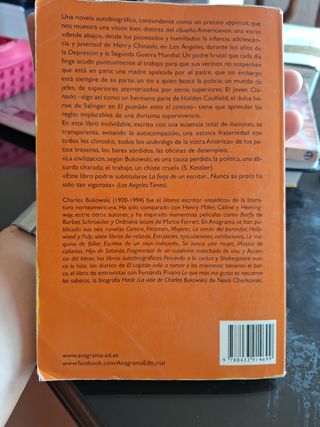 Una novela autobiográfica, contundente como un preciso uppercut, que
nos muestra una visión bien distinta del «Sueño Americano», una visión
«desde abajo», desde los pisoteados y humillados: la infancia, adolescencia y juventud de Henry Chinaski, en Los Ángeles, durante los años de
la Depresión y la Segunda Guerra Mundial. Un padre brutal que cada día
finge acudir puntualmente al trabajo para que sus vecinos no sospechen
que está en paro; una madre apaleada por el padre, que sin embargo
está siempre de su parte; un tío a quien busca la policía; un mundo de
jefes, de superiores aterrorizados por otros superiores. El joven Chi-
naski –algo así como un hermano paria de Holden Caulfield, el dulce hé-
roe de Salinger en El guardián entre el centeno– tiene que aprender las
reglas implacables de una durísima supervivencia.
En este libro inolvidable, escrito con una ausencia total de ilusiones, se
transparenta, evitando la autocompasión, una estoica fraternidad con
todos los chinaskis, todos los underdogs de la «otra América» de los pa-
tios traseros, los bares sórdidos, las oficinas de desempleo.
«La civilización, según Bukowski, es una causa perdida; la política, una ab-
surda charada; el trabajo, un chiste cruel» (S. Kessler).
«Este libro podría subtitularse La forja de un escritor... Nunca su prosa ha
sido tan vigorosa» (Los Angeles Times).
Charles Bukowski (1920-1994) fue el último escritor «maldito» de la litera-
tura norteamericana. Ha sido comparado con Henry Miller, Céline y Heming-
way, entre otros autores, y ha inspirado numerosas películas como Barfly de
Barbet Schroeder y Ordinaria locura de Marco Ferreri. En Anagrama se han publi-
cado sus seis novelas Cartero, Factótum, Mujeres, La senda del perdedor, Holly-
wood y Pulp, siete libros de relatos, Erecciones, eyaculaciones, exhibiciones, La má-
quina de follar, Escritos de un viejo indecente, Se busca una mujer, Música de
cañerías, Hijo de Satanás, Fragmentos de un cuaderno manchado de vino y Ausen-
cia del héroe, los libros autobiográficos Peleando a la contra y Shakespeare nun-
ca lo hizo, los diarios de El capitán salió a comer y los marineros tomaron el bar-
co, el libro de entrevistas con Fernanda Pivano Lo que más me gusta es rascarme
los sobacos, la biografía Hank (La vida de Charles Bukowski) de Neeli Cherkovski.
www.anagrama-ed.es
www.facebook.com/AnagramaEditorial
9 788433 914699